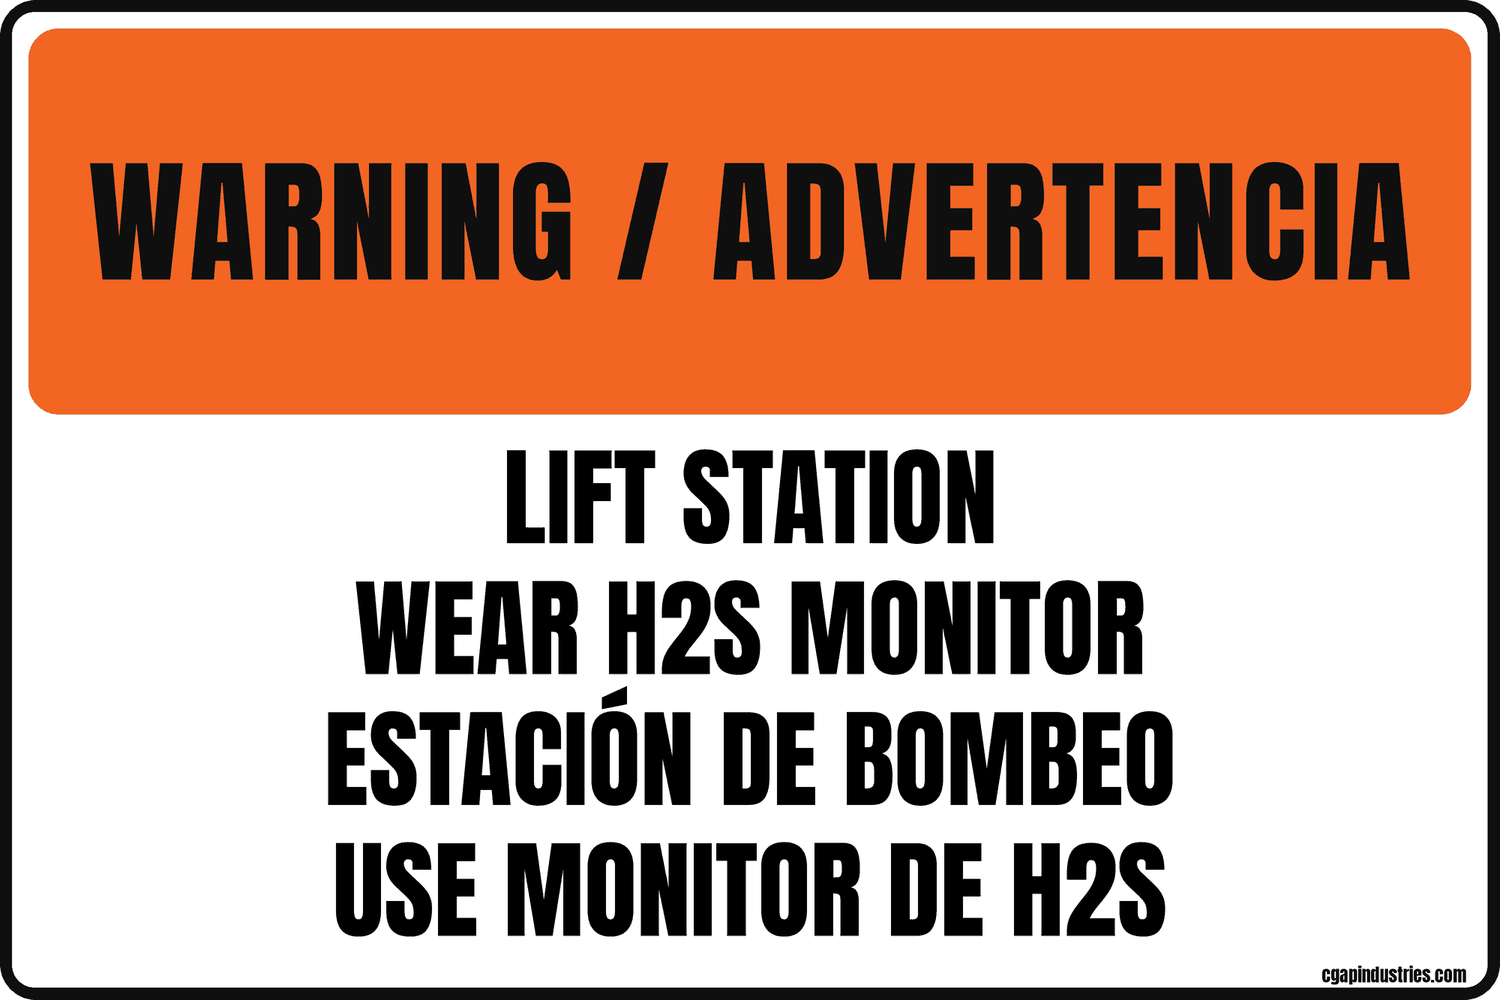 WARNING / ADVERTENCIA
LIFT STATION
WEAR H2S MONITOR
ESTACIÓN DE BOMBEO
USE MONITOR DE H2S
cgapindustries.com